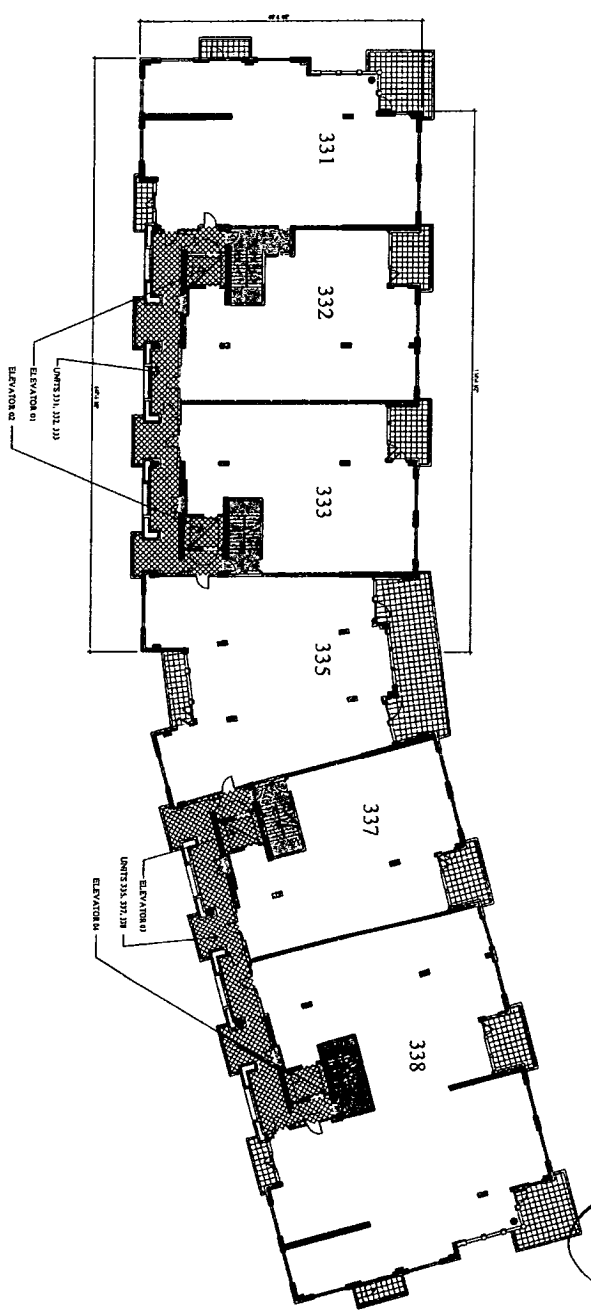 331
332
333
335
337
338
UNITS 331, 332, 333
ELEVATOR 01
ELEVATOR 02
ELEVATOR 03
UNITS 335, 337, 338
ELEVATOR 04